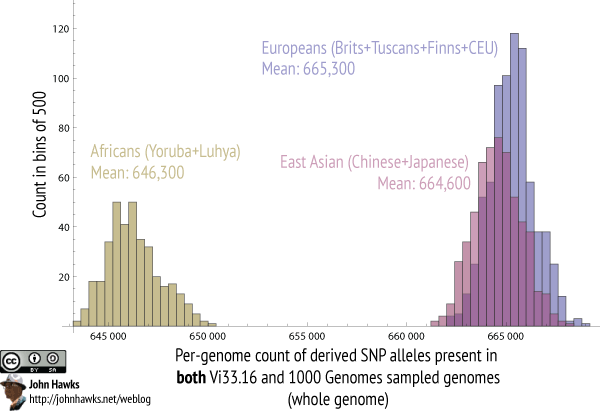 120
100
80
60
40
20
Count in bins of 500
Europeans (Brits+Tuscans+Finns+CEU)
Mean: 665,300
Africans (Yoruba+Luhya)
Mean: 646,300
East Asian (Chinese+Japanese)
Mean: 664,600
645 000
650 000
655 000
660 000
665 000
Per-genome count of derived SNP alleles present in
both Vi33.16 and 1000 Genomes sampled genomes
(whole genome)
cc
BY SA
John Hawks
http://johnhawks.net/weblog